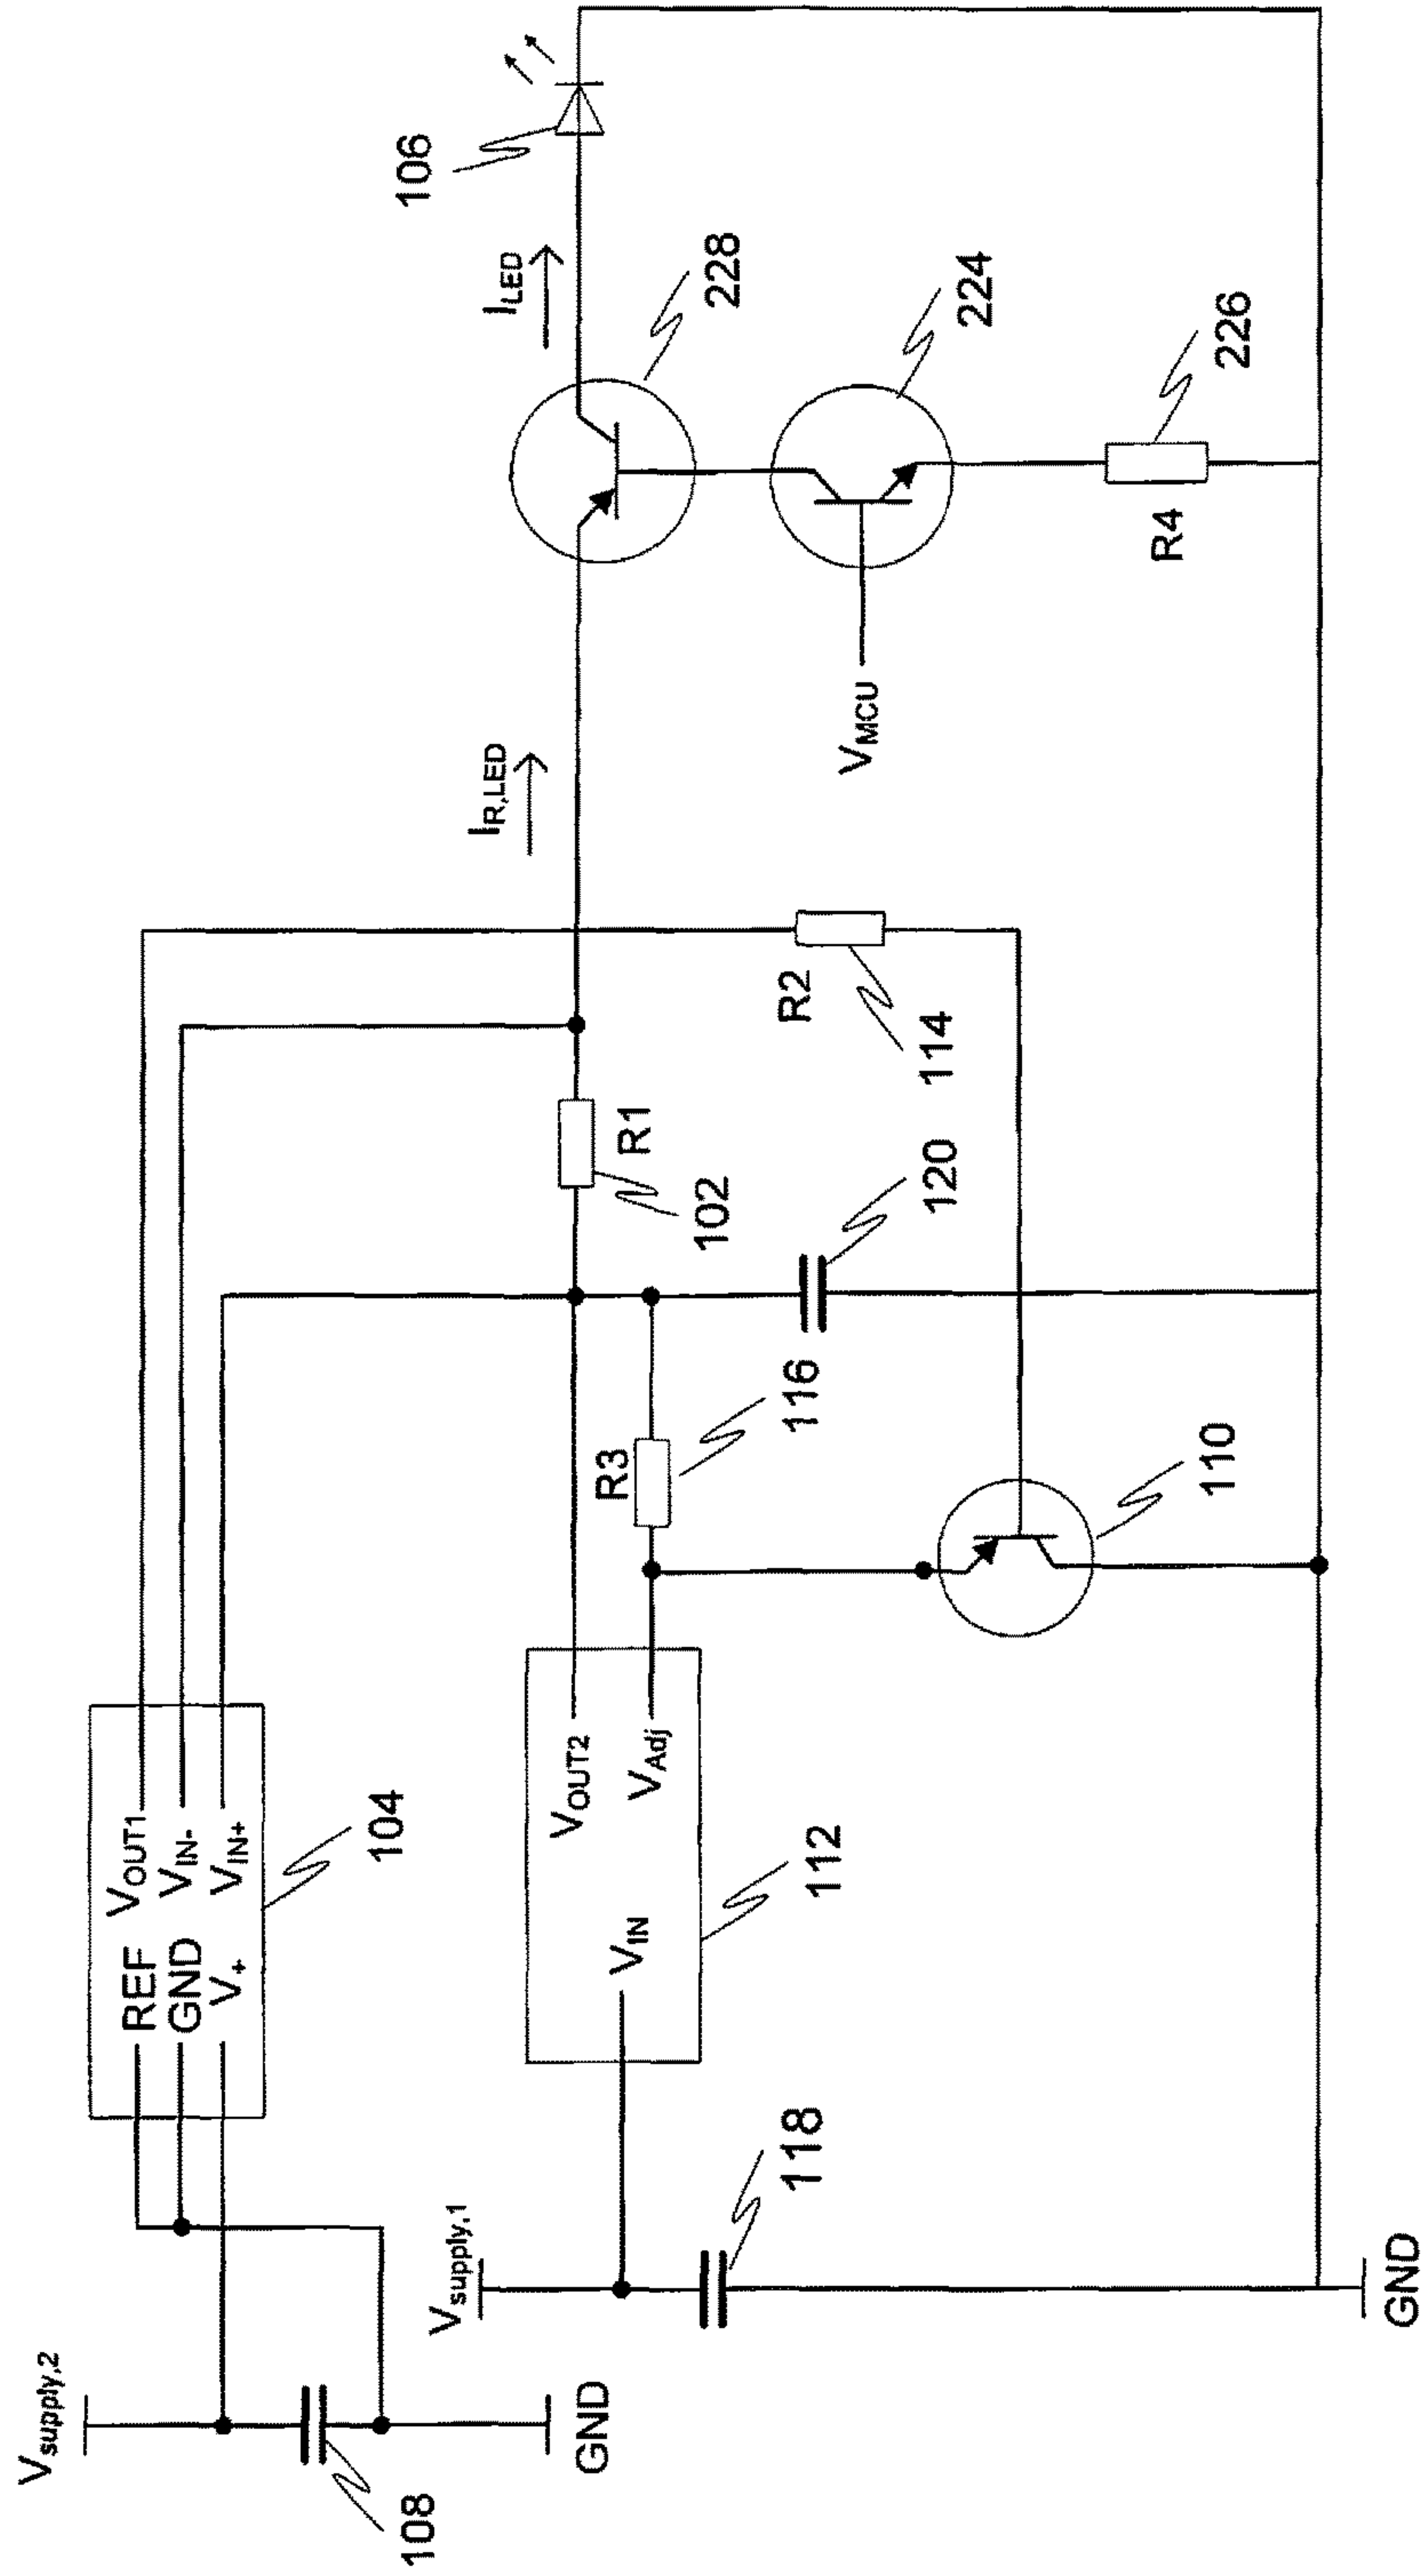 Vsupply,2
108
GND
REF
GND
V+
VOUT1
VIN-
VIN+
104
Vsupply,1
118
GND
VIN
VOUT2
VAdj
112
R3
116
110
120
R1
102
R2
114
IR,LED
VMCU
ILED
228
224
R4
226
106